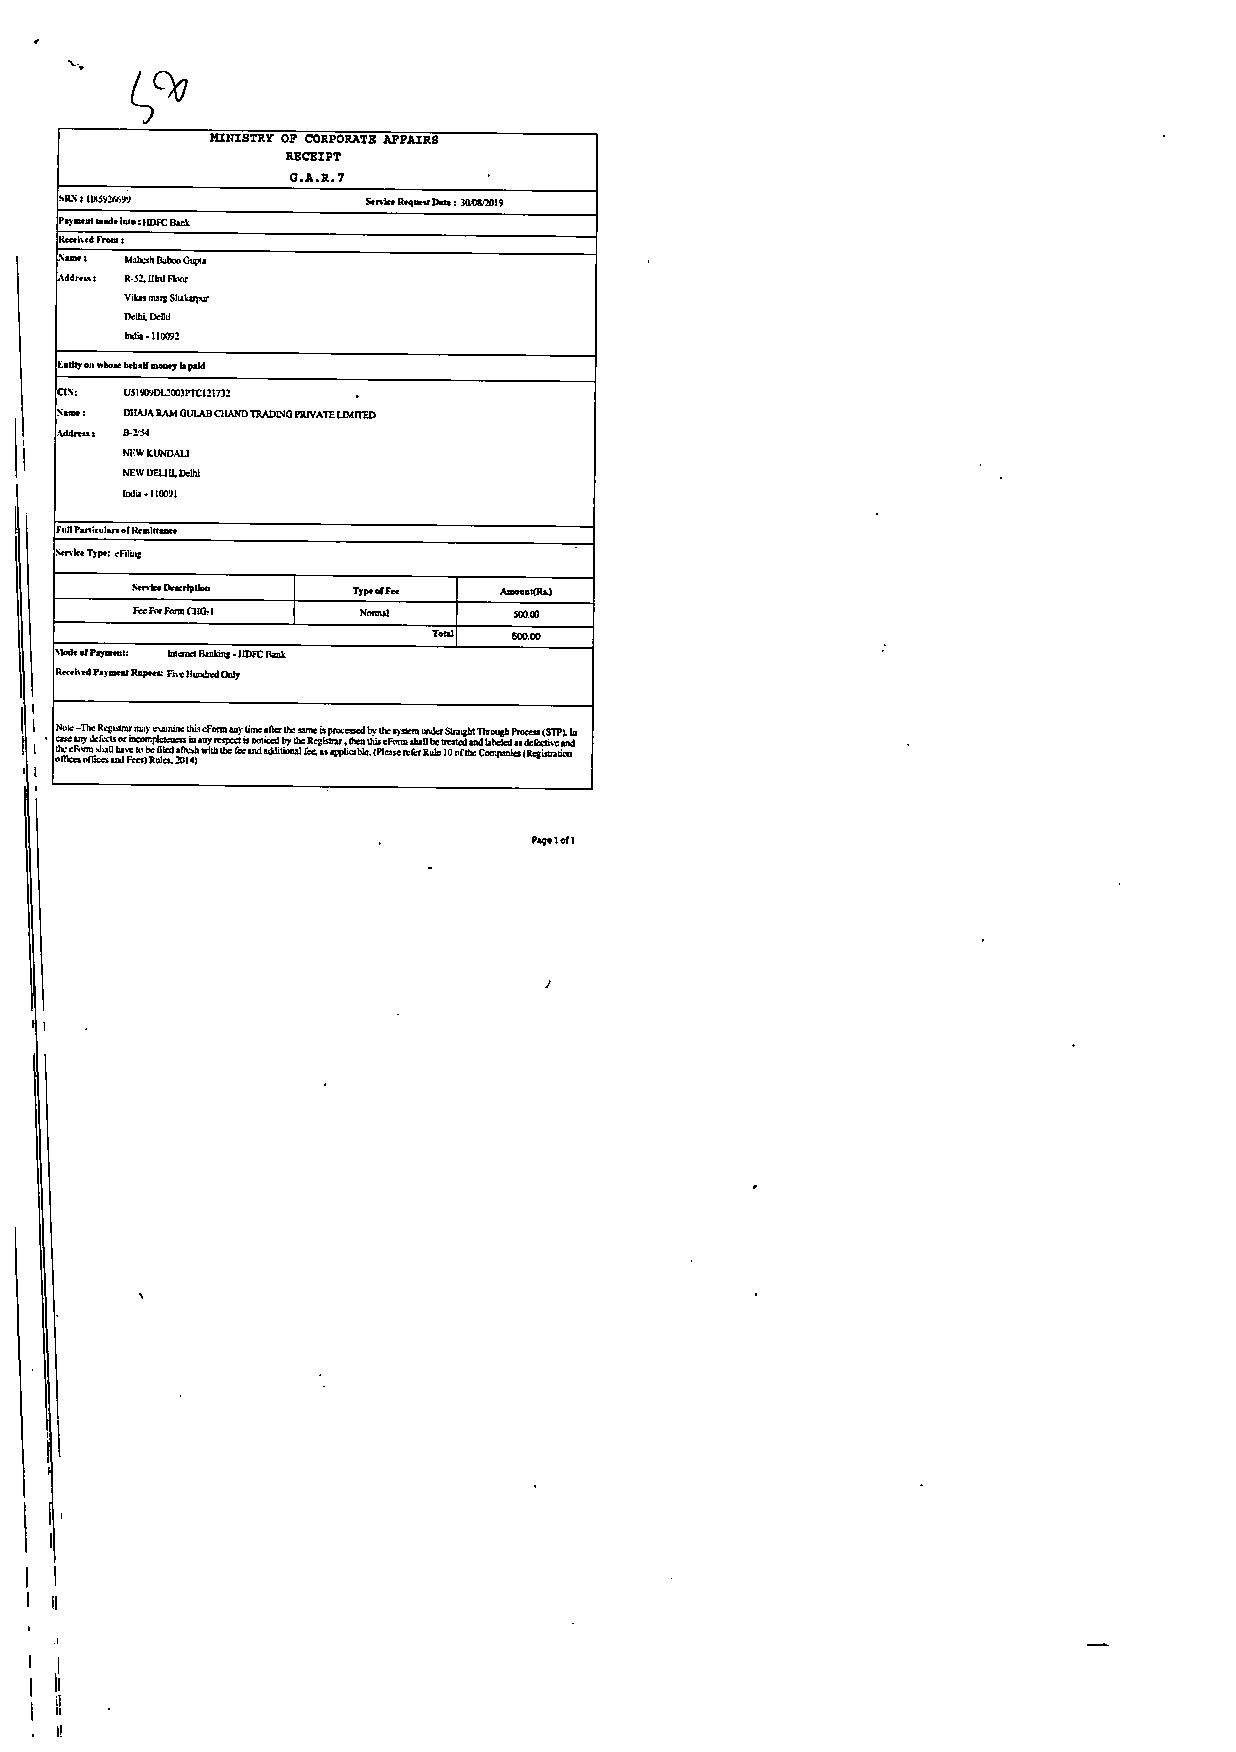 MINISTRY OF CORPORATE AFFAIRS
RECEIPT
G.A.R.7
SRN : H85926699 Service Request Date : 30/08/2019
Payment made into : HDFC Bank
Received From :
Name : Mahesh Baboo Gupta
Address : R-52, IIIrd Floor
Vikas marg Shakarpur
Delhi, Delhi
India - 110092
Entity on whose behalf money is paid
CIN: U51909DL2003PTC121732
Name : DHAJA RAM GULAB CHAND TRADING PRIVATE LIMITED
Address : B-2/54
NEW KUNDALI
NEW DELHI, Delhi
India - 110091
Full Particulars of Remittance
Service Type: eFiling
Service Description Type of Fee Amount(Rs.)
Fee For Form CHG-1 Normal 500.00
Total 500.00
Mode of Payment: Internet Banking - HDFC Bank
Received Payment Rupees: Five Hundred Only
Note –The Registrar may examine this eForm any time after the same is processed by the system under Straight Through Process (STP). In
case any defects or incompleteness in any respect is noticed by the Registrar , then this eForm shall be treated and labeled as defective and
the eForm shall have to be filed afresh with the fee and additional fee, as applicable. (Please refer Rule 10 of the Companies (Registration
offices offices and Fees) Rules, 2014)
Page 1 of 1